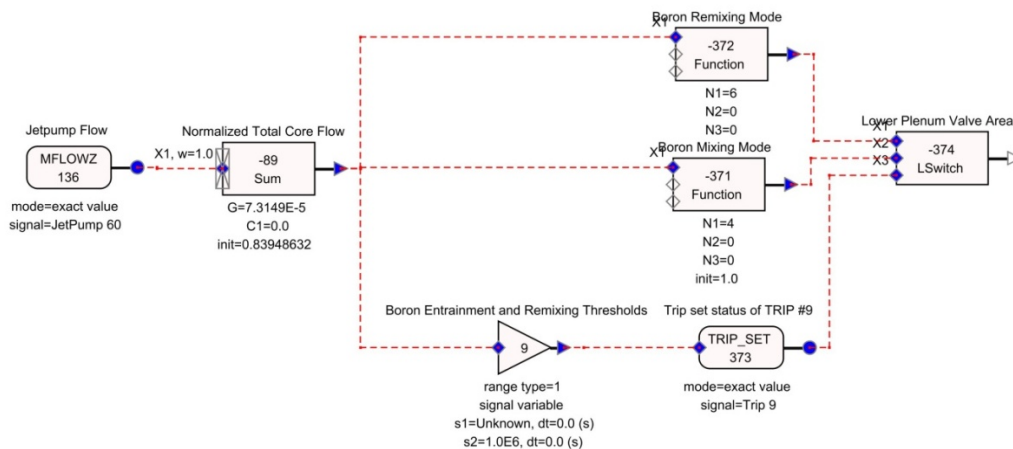 Boron Remixing Mode
X1
-372
Function
N1=6
N2=0
N3=0
Jetpump Flow
MFLOWZ
136
mode=exact value
signal=JetPump 60
X1, w=1.0
Normalized Total Core Flow
-89
Sum
G=7.3149E-5
C1=0.0
init=0.83948632
Boron Mixing Mode
X1
-371
Function
N1=4
N2=0
N3=0
init=1.0
Lower Plenum Valve Area
X1
X2
X3
-374
LSwitch
Boron Entrainment and Remixing Thresholds
9
range type=1
signal variable
s1=Unknown, dt=0.0 (s)
s2=1.0E6, dt=0.0 (s)
Trip set status of TRIP #9
TRIP_SET
373
mode=exact value
signal=Trip 9